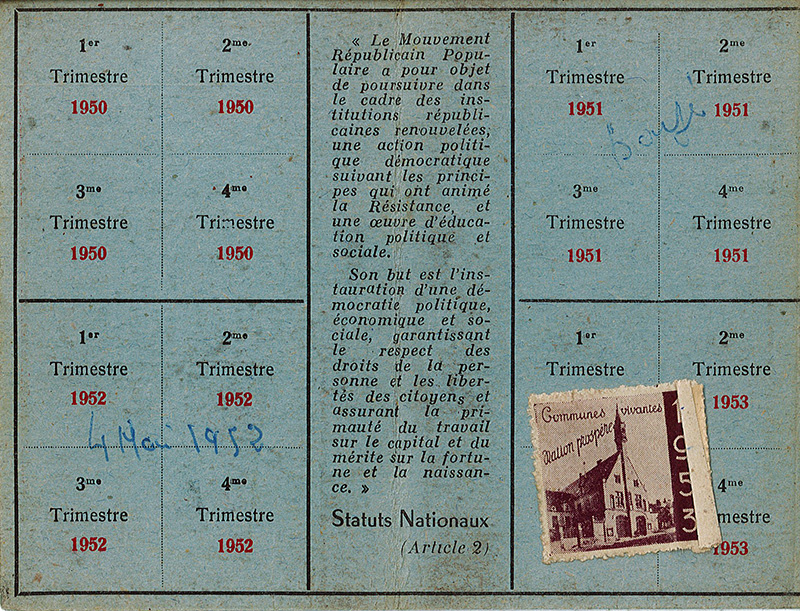 1er
Trimestre
1950
2me
Trimestre
1950
3me
Trimestre
1950
4me
Trimestre
1950
1er
Trimestre
1952
2me
Trimestre
1952
4 Mai 1952
3me
Trimestre
1952
4me
Trimestre
1952
« Le Mouvement
Républicain Popu-
laire a pour objet
de poursuivre dans
le cadre des ins-
titutions républi-
caines renouvelées,
une action politi-
que démocratique
suivant les princi-
pes qui ont animé
la Résistance, et
une œuvre d'éduca-
tion politique et
sociale.
Son but est l'ins-
tauration d'une dé-
mocratie politique,
économique et so-
ciale, garantissant
le respect des
droits de la per-
sonne et les liber-
tés des citoyens et
assurant la pri-
mauté du travail
sur le capital et du
mérite sur la fortu-
ne et la naissan-
ce. »
Statuts Nationaux
(Article 2)
1er
Trimestre
1951
2me
Trimestre
1951
3me
Trimestre
1951
4me
Trimestre
1951
1er
Trimestre
2me
Trimestre
1953
Communes vivantes
Nation prospère
1953
4me
mestre
1953